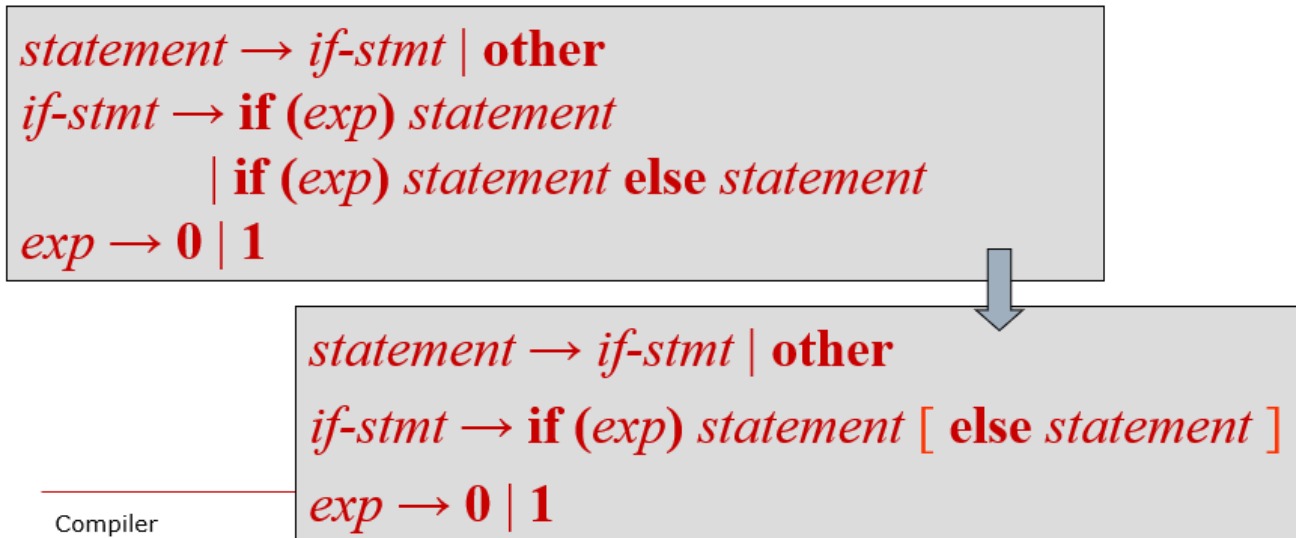 statement → if-stmt | other
if-stmt → if (exp) statement
| if (exp) statement else statement
exp → 0 | 1
statement → if-stmt | other
if-stmt → if (exp) statement [ else statement ]
exp → 0 | 1
Compiler